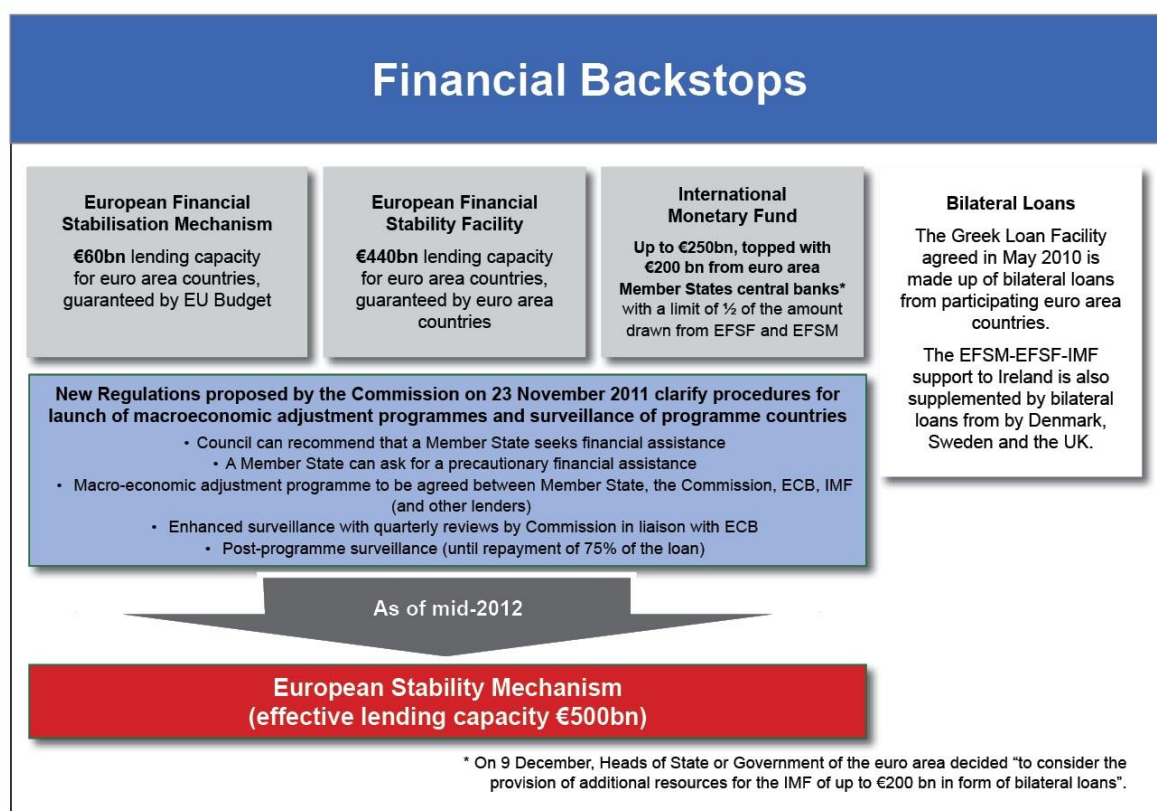 Financial Backstops
European Financial
Stabilisation Mechanism
€60bn lending capacity
for euro area countries,
guaranteed by EU Budget
European Financial
Stability Facility
€440bn lending capacity
for euro area countries,
guaranteed by euro area
countries
International
Monetary Fund
Up to €250bn, topped with
€200 bn from euro area
Member States central banks*
with a limit of ½ of the amount
drawn from EFSF and EFSM
Bilateral Loans
The Greek Loan Facility
agreed in May 2010 is
made up of bilateral loans
from participating euro area
countries.
The EFSM-EFSF-IMF
support to Ireland is also
supplemented by bilateral
loans from by Denmark,
Sweden and the UK.
New Regulations proposed by the Commission on 23 November 2011 clarify procedures for
launch of macroeconomic adjustment programmes and surveillance of programme countries
• Council can recommend that a Member State seeks financial assistance
• A Member State can ask for a precautionary financial assistance
• Macro-economic adjustment programme to be agreed between Member State, the Commission, ECB, IMF
(and other lenders)
• Enhanced surveillance with quarterly reviews by Commission in liaison with ECB
• Post-programme surveillance (until repayment of 75% of the loan)
As of mid-2012
European Stability Mechanism
(effective lending capacity €500bn)
* On 9 December, Heads of State or Government of the euro area decided “to consider the
provision of additional resources for the IMF of up to €200 bn in form of bilateral loans”.